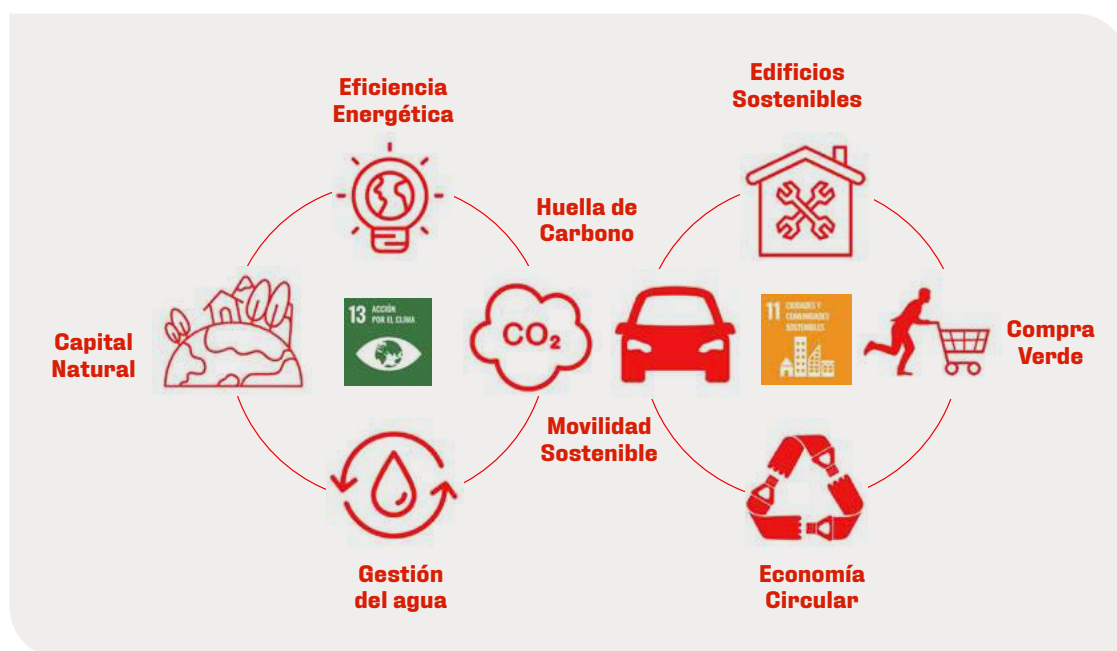 Eficiencia
Energética
Edificios
Sostenibles
Huella de
Carbono
Capital
Natural
13 ACCIÓN
POR EL CLIMA
CO₂
11 CIUDADES Y
COMUNIDADES
SOSTENIBLES
Compra
Verde
Movilidad
Sostenible
Gestión
del agua
Economía
Circular